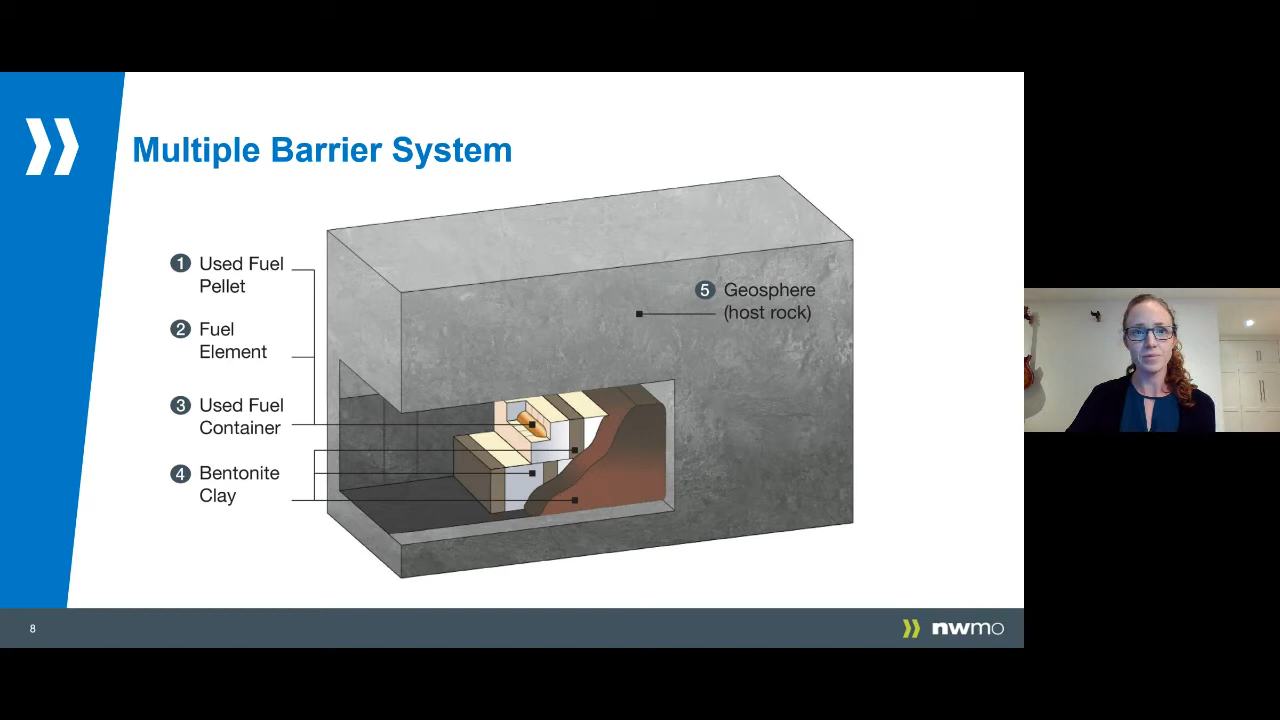 Multiple Barrier System
1 Used Fuel
Pellet
2 Fuel
Element
3 Used Fuel
Container
4 Bentonite
Clay
5 Geosphere
(host rock)
8
nwmo